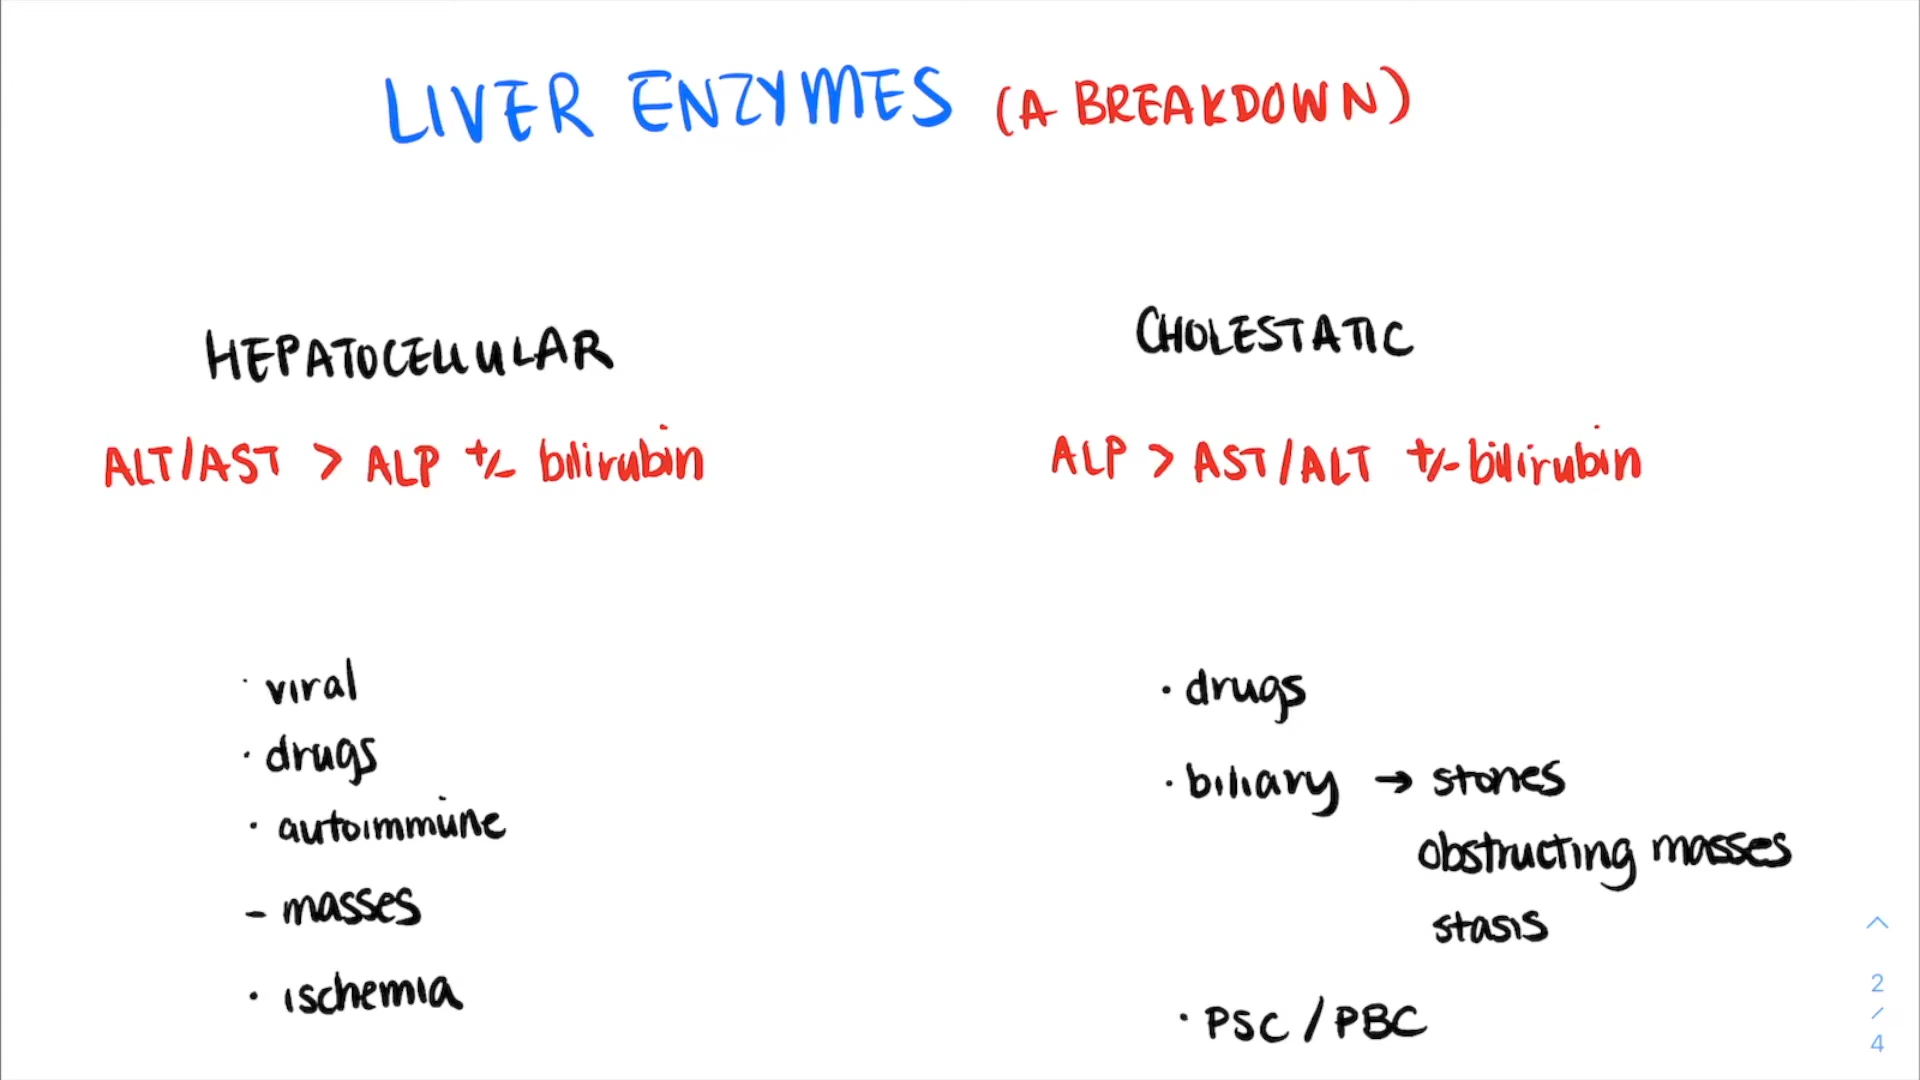 LIVER ENZYMES (A BREAKDOWN)
HEPATOCELLULAR
ALT/AST > ALP +/- bilirubin
· viral
· drugs
· autoimmune
- masses
· ischemia
CHOLESTATIC
ALP > AST/ALT +/- bilirubin
· drugs
· biliary → stones
obstructing masses
stasis
· PSC/PBC
2
/
4